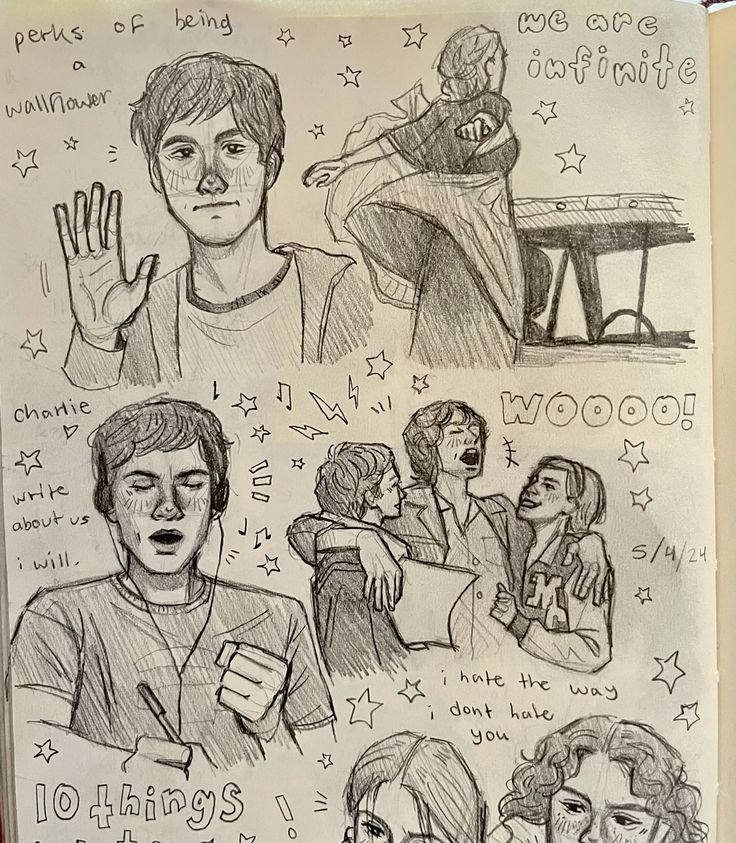 perks of being
a
wallflower
we are
infinite
charlie
write
about us
i will.
WOOOO!
M
5/4/24
i hate the way
i dont hate
you
10 things